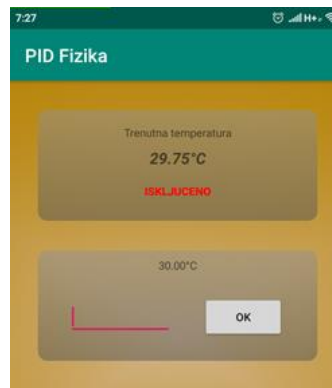 7:27 H+
PID Fizika
Trenutna temperatura
29.75°C
ISKLJUCENO
30.00°C
OK